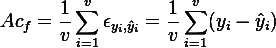 Ac_f = \frac{1}{v} \sum_{i=1}^{v} \epsilon_{y_i, \hat{y}_i} = \frac{1}{v} \sum_{i=1}^{v} (y_i - \hat{y}_i)